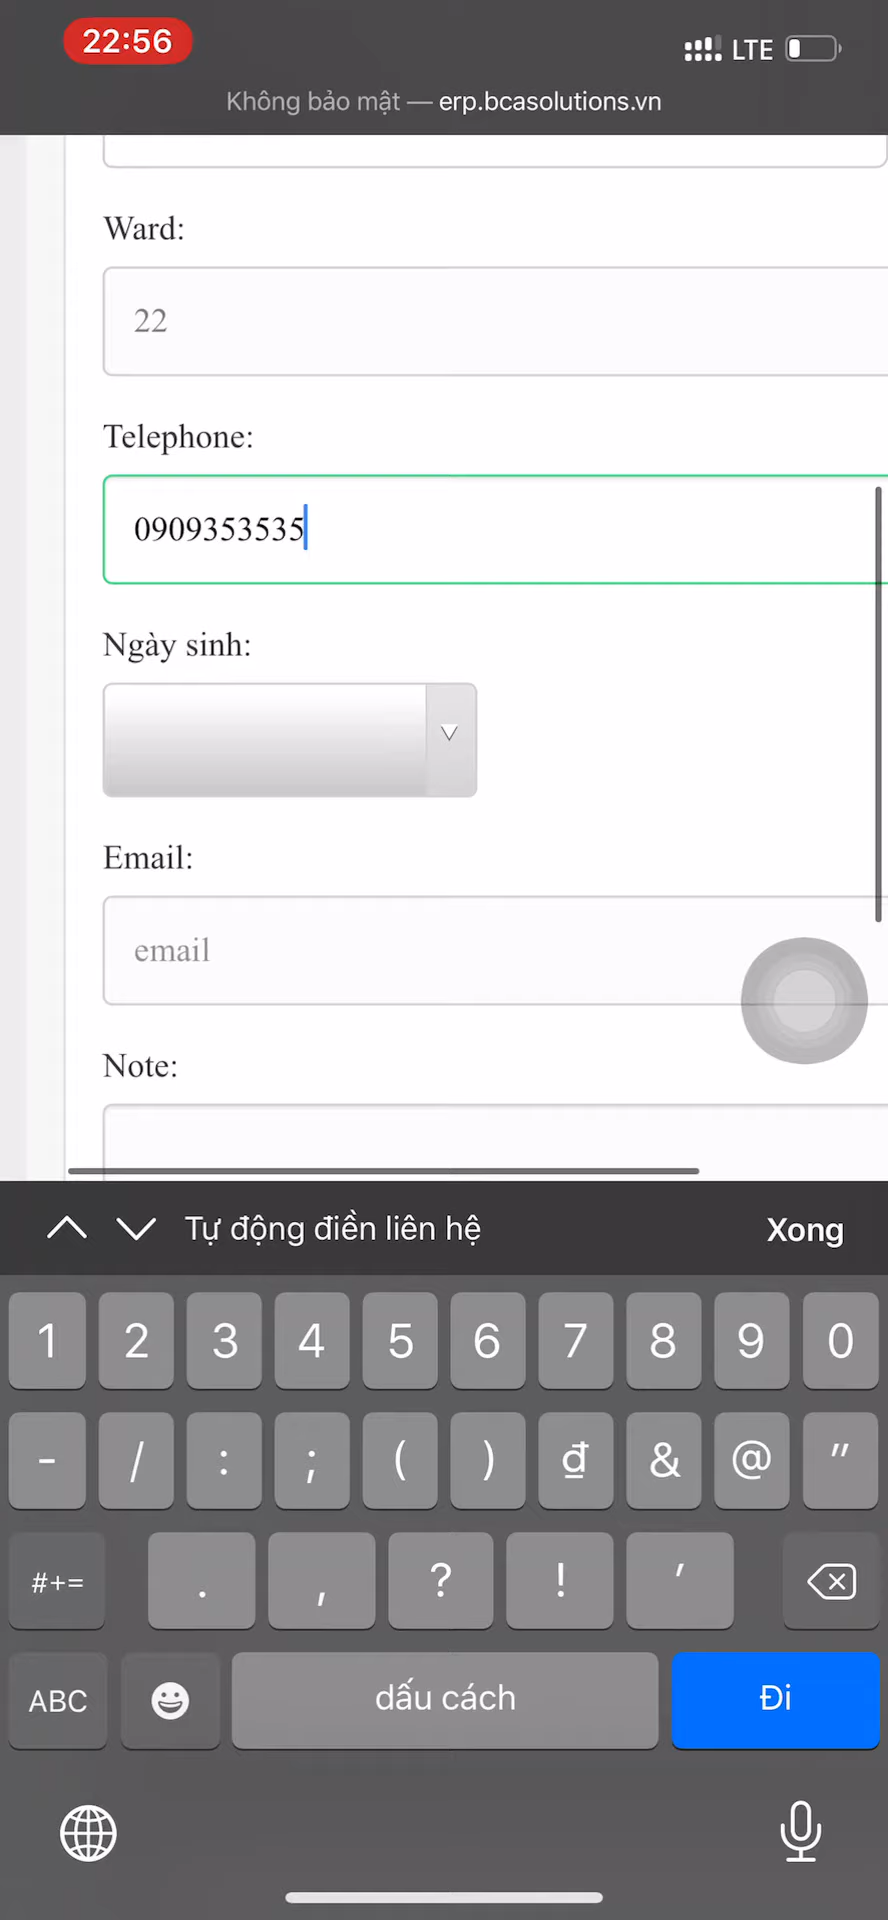 22:56
LTE
Không bảo mật — erp.bcasolutions.vn
Ward:
22
Telephone:
0909353535
Ngày sinh:
Email:
email
Note:
Tự động điền liên hệ
Xong
1 2 3 4 5 6 7 8 9 0
- / : ; ( ) ₫ & @ "
#+= . , ? ! '
ABC dấu cách Đi